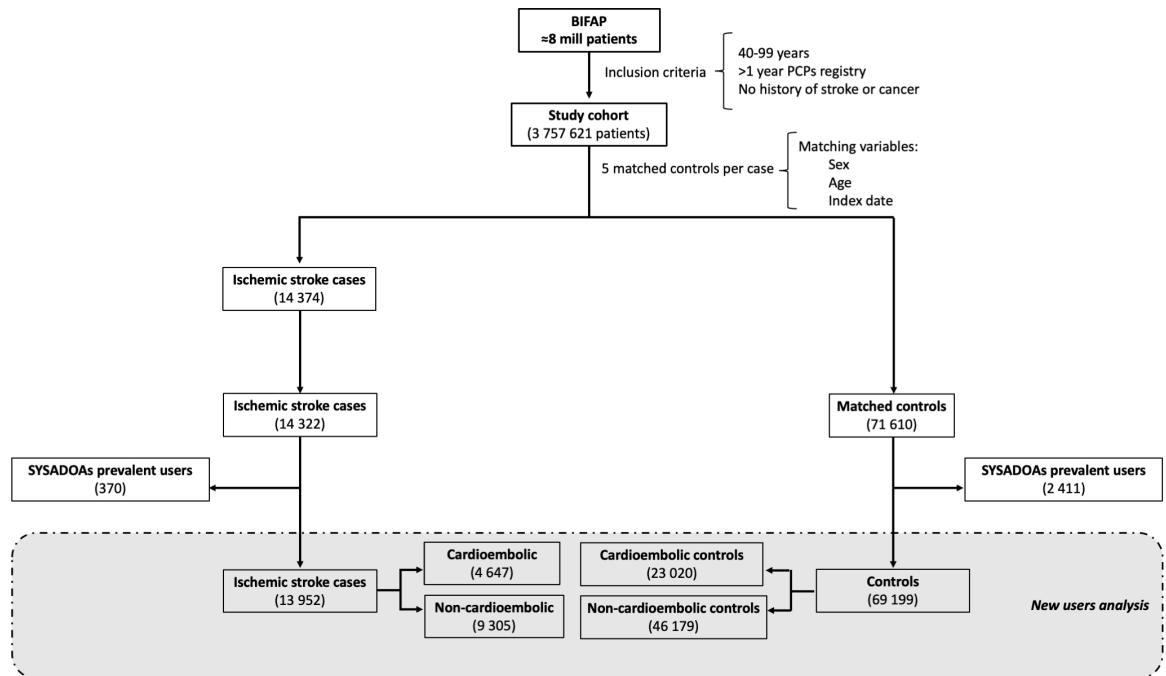 BIFAP
≈8 mill patients
Inclusion criteria
40-99 years
>1 year PCPs registry
No history of stroke or cancer
Study cohort
(3 757 621 patients)
5 matched controls per case
Matching variables:
Sex
Age
Index date
Ischemic stroke cases
(14 374)
Ischemic stroke cases
(14 322)
Matched controls
(71 610)
SYSADOAs prevalent users
(370)
SYSADOAs prevalent users
(2 411)
Ischemic stroke cases
(13 952)
Cardioembolic
(4 647)
Non-cardioembolic
(9 305)
Cardioembolic controls
(23 020)
Non-cardioembolic controls
(46 179)
Controls
(69 199)
New users analysis